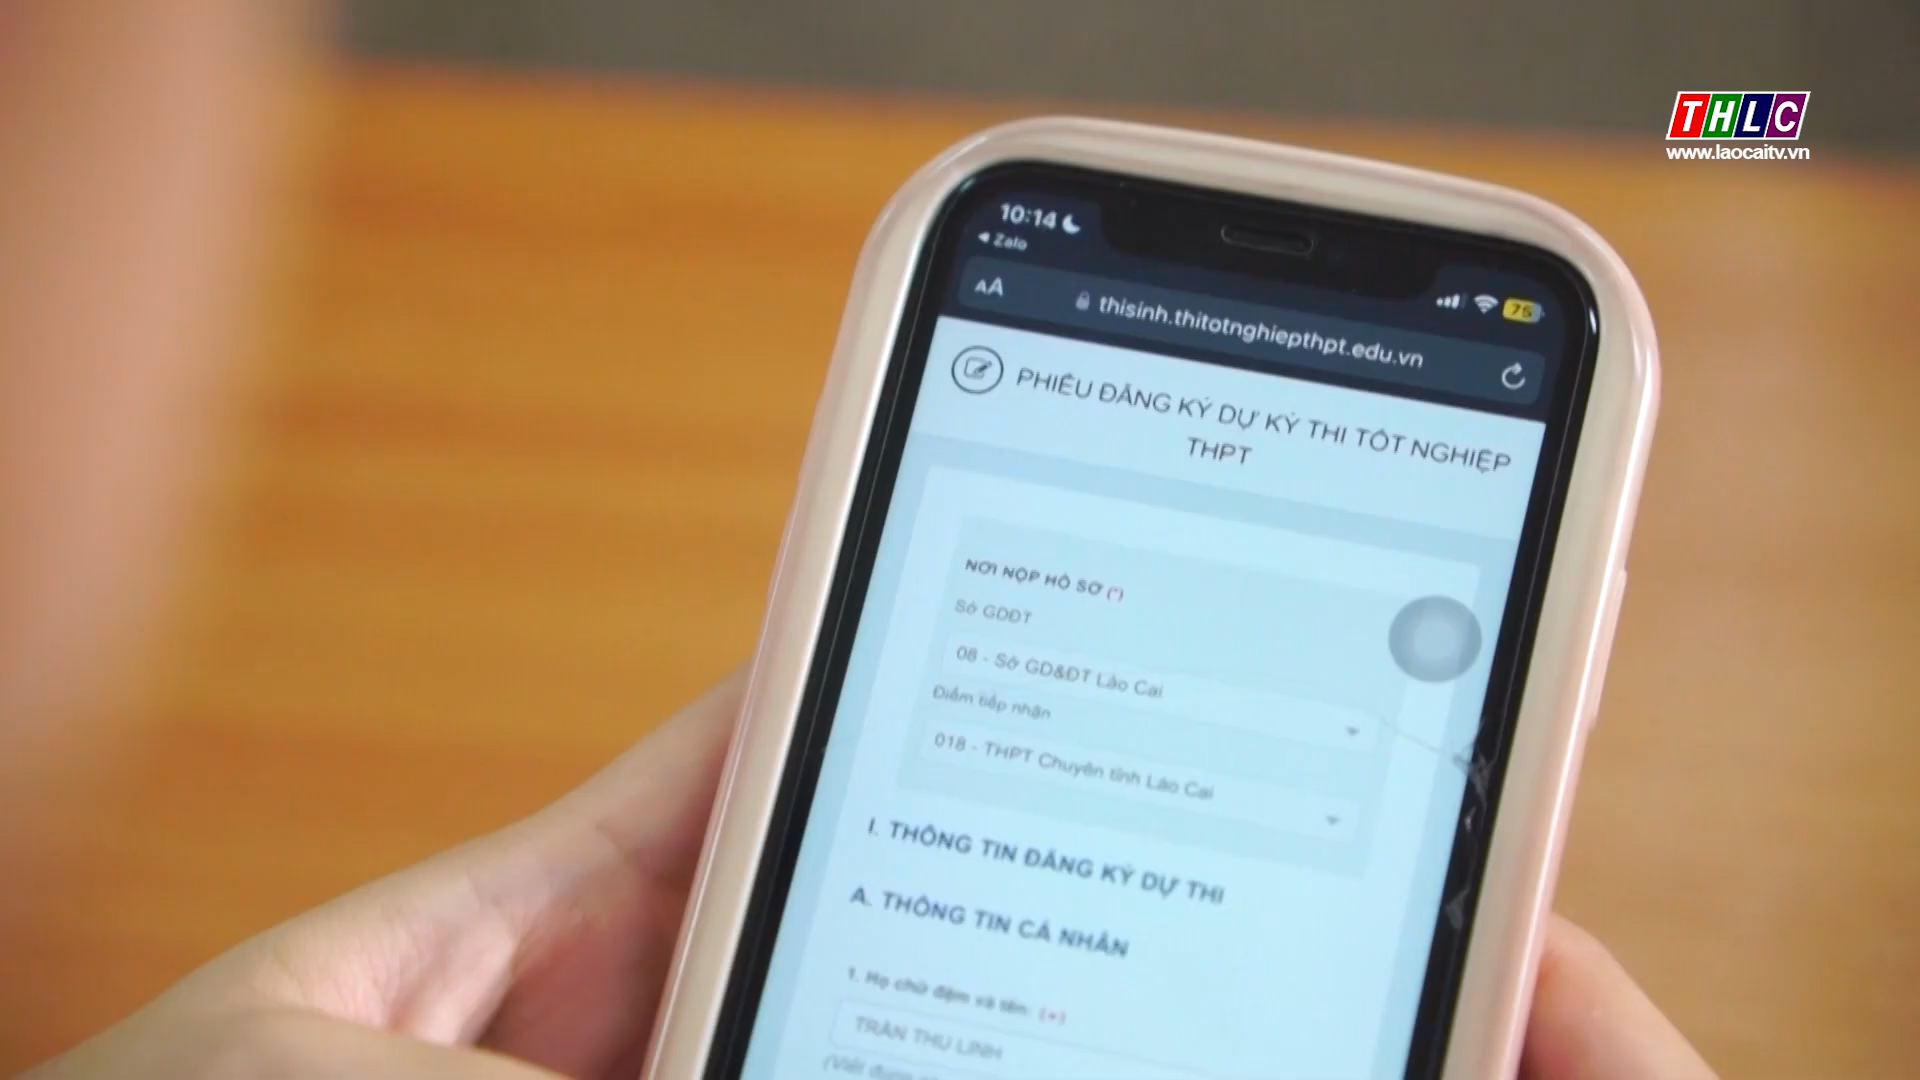 THLC
www.laocaitv.vn
10:14
Zalo
75
AA
thisinh.thitotnghiepthpt.edu.vn
PHIẾU ĐĂNG KÝ DỰ KỲ THI TỐT NGHIỆP
THPT
NƠI NỘP HỒ SƠ (*)
Sở GDĐT
08 - Sở GD&ĐT Lào Cai
Điểm tiếp nhận
018 - THPT Chuyên tỉnh Lào Cai
I. THÔNG TIN ĐĂNG KÝ DỰ THI
A. THÔNG TIN CÁ NHÂN
1. Họ chữ đệm và tên: (*)
TRẦN THU LINH
(Viết đúng